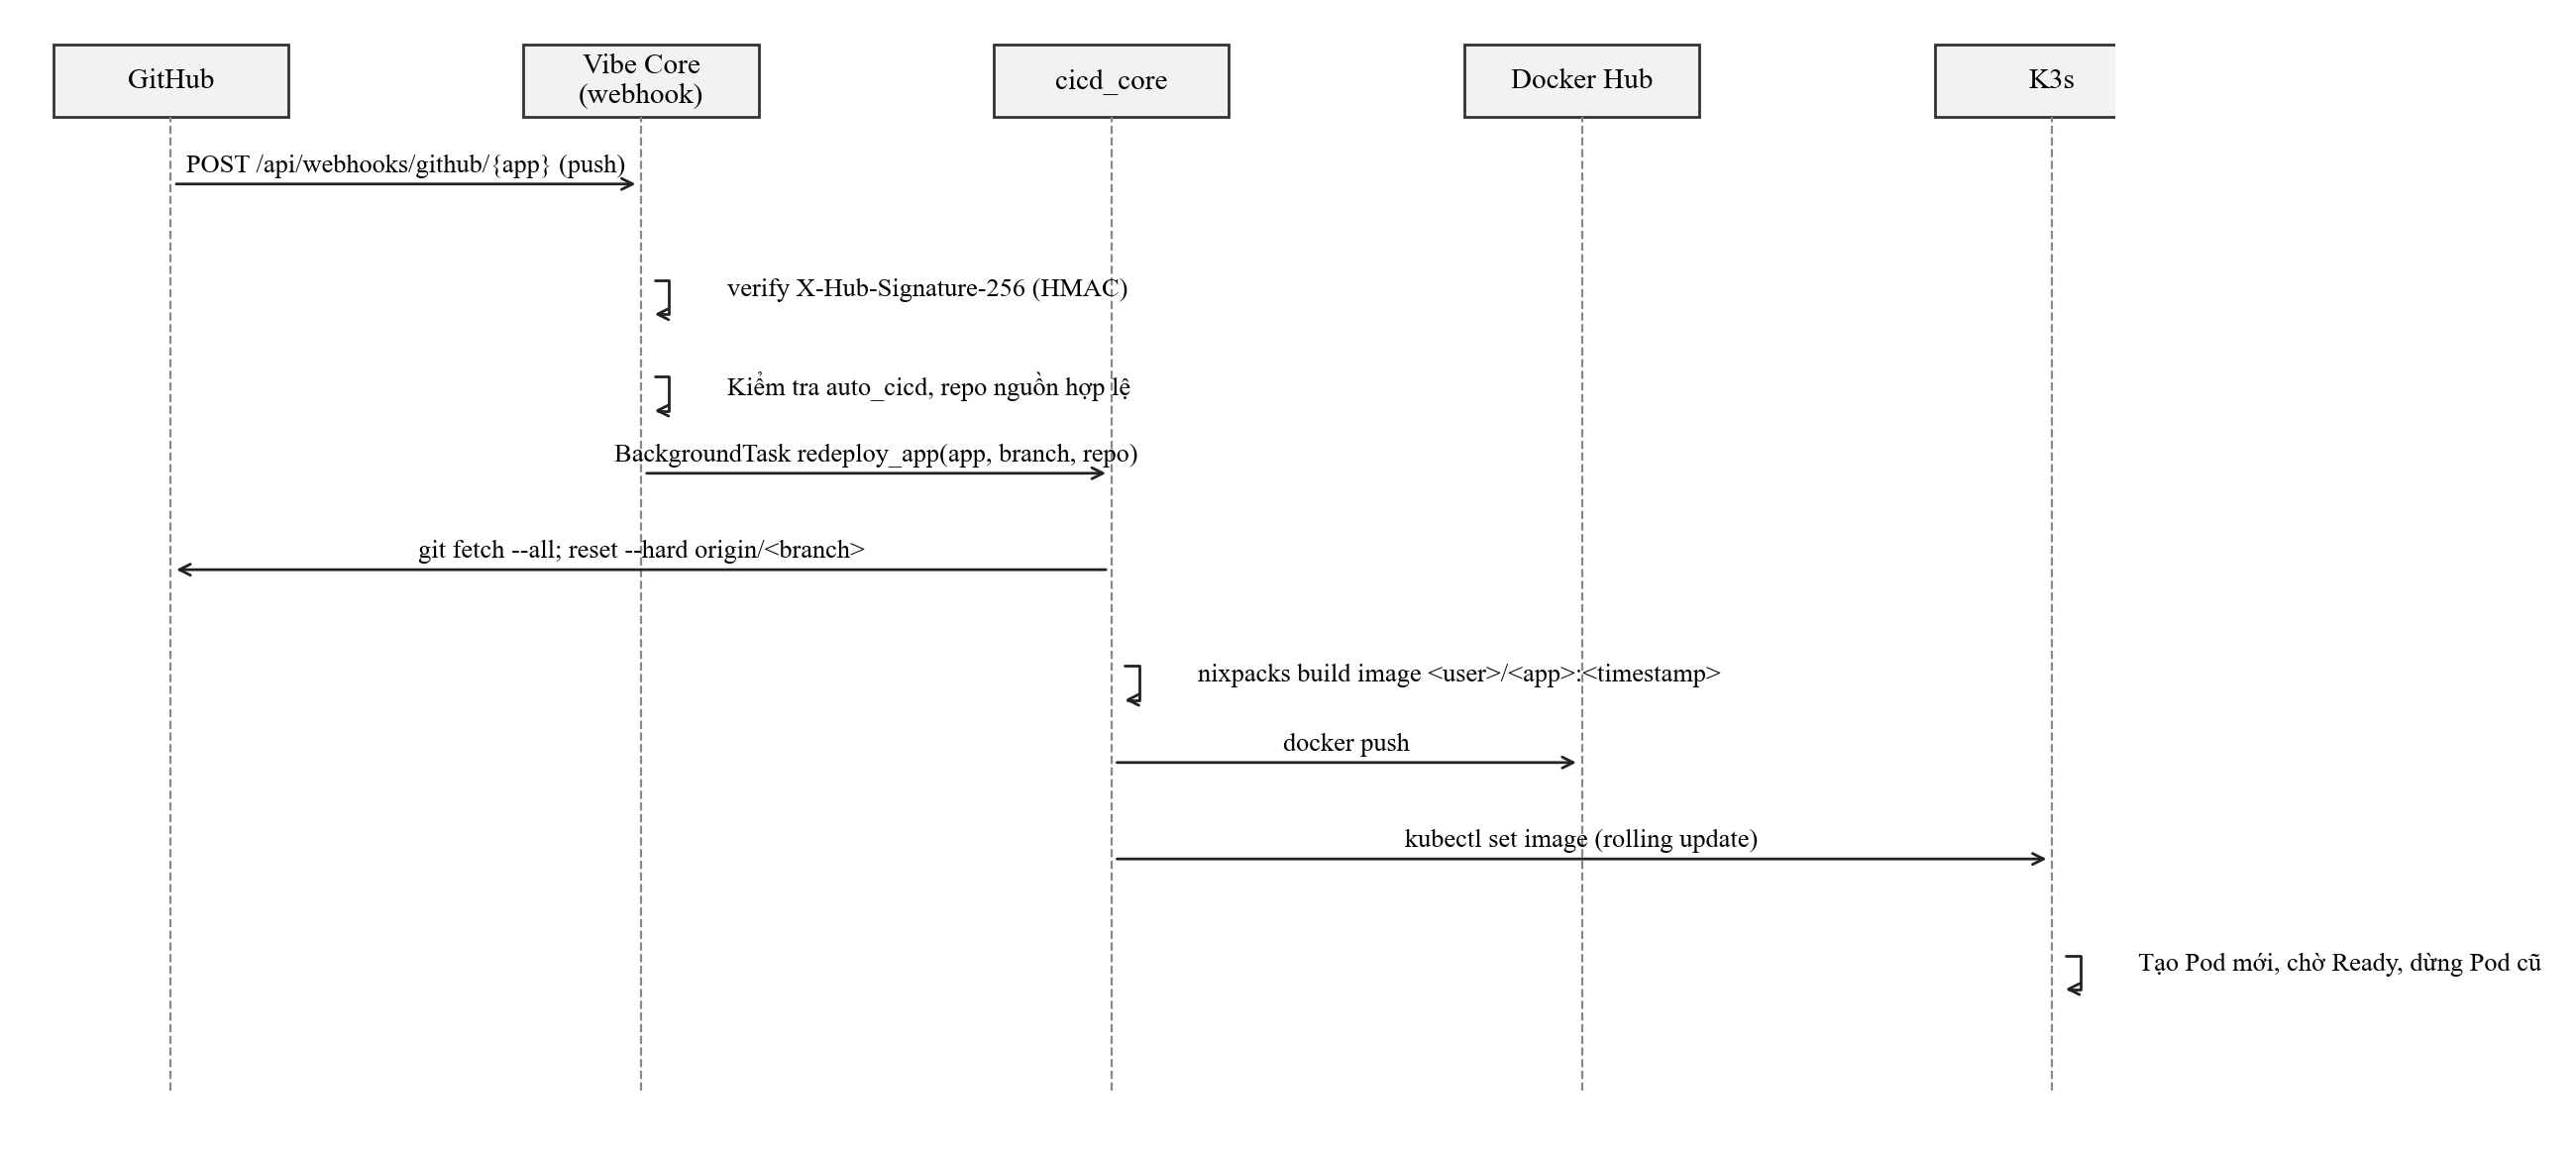 GitHub
Vibe Core
(webhook)
cicd_core
Docker Hub
K3s
POST /api/webhooks/github/{app} (push)
verify X-Hub-Signature-256 (HMAC)
Kiểm tra auto_cicd, repo nguồn hợp lệ
BackgroundTask redeploy_app(app, branch, repo)
git fetch --all; reset --hard origin/<branch>
nixpacks build image <user>/<app>:<timestamp>
docker push
kubectl set image (rolling update)
Tạo Pod mới, chờ Ready, dừng Pod cũ